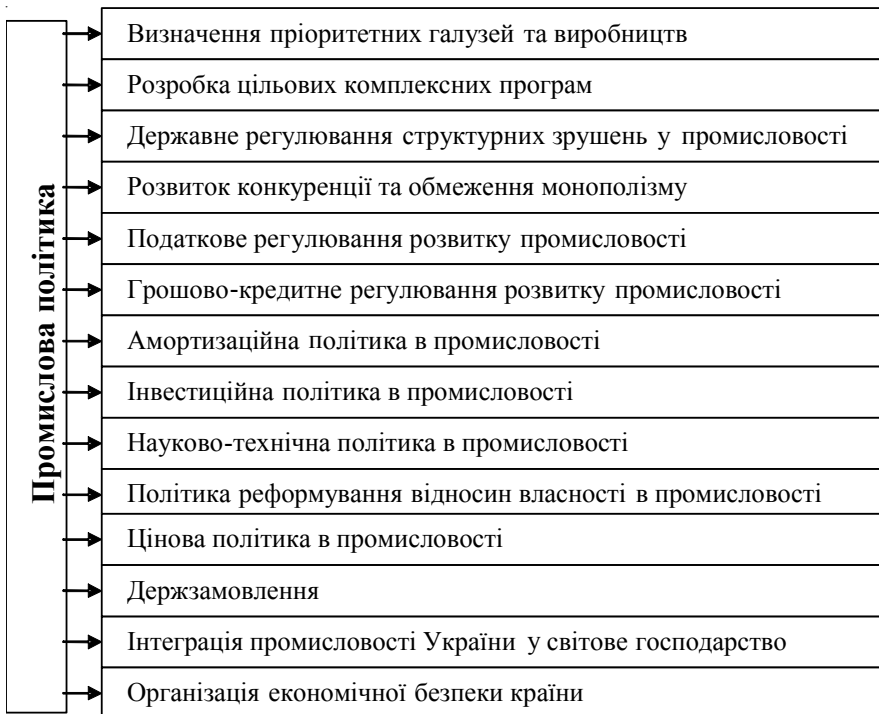 Промислова політика
Визначення пріоритетних галузей та виробництв
Розробка цільових комплексних програм
Державне регулювання структурних зрушень у промисловості
Розвиток конкуренції та обмеження монополізму
Податкове регулювання розвитку промисловості
Грошово-кредитне регулювання розвитку промисловості
Амортизаційна політика в промисловості
Інвестиційна політика в промисловості
Науково-технічна політика в промисловості
Політика реформування відносин власності в промисловості
Цінова політика в промисловості
Держзамовлення
Інтеграція промисловості України у світове господарство
Організація економічної безпеки країни